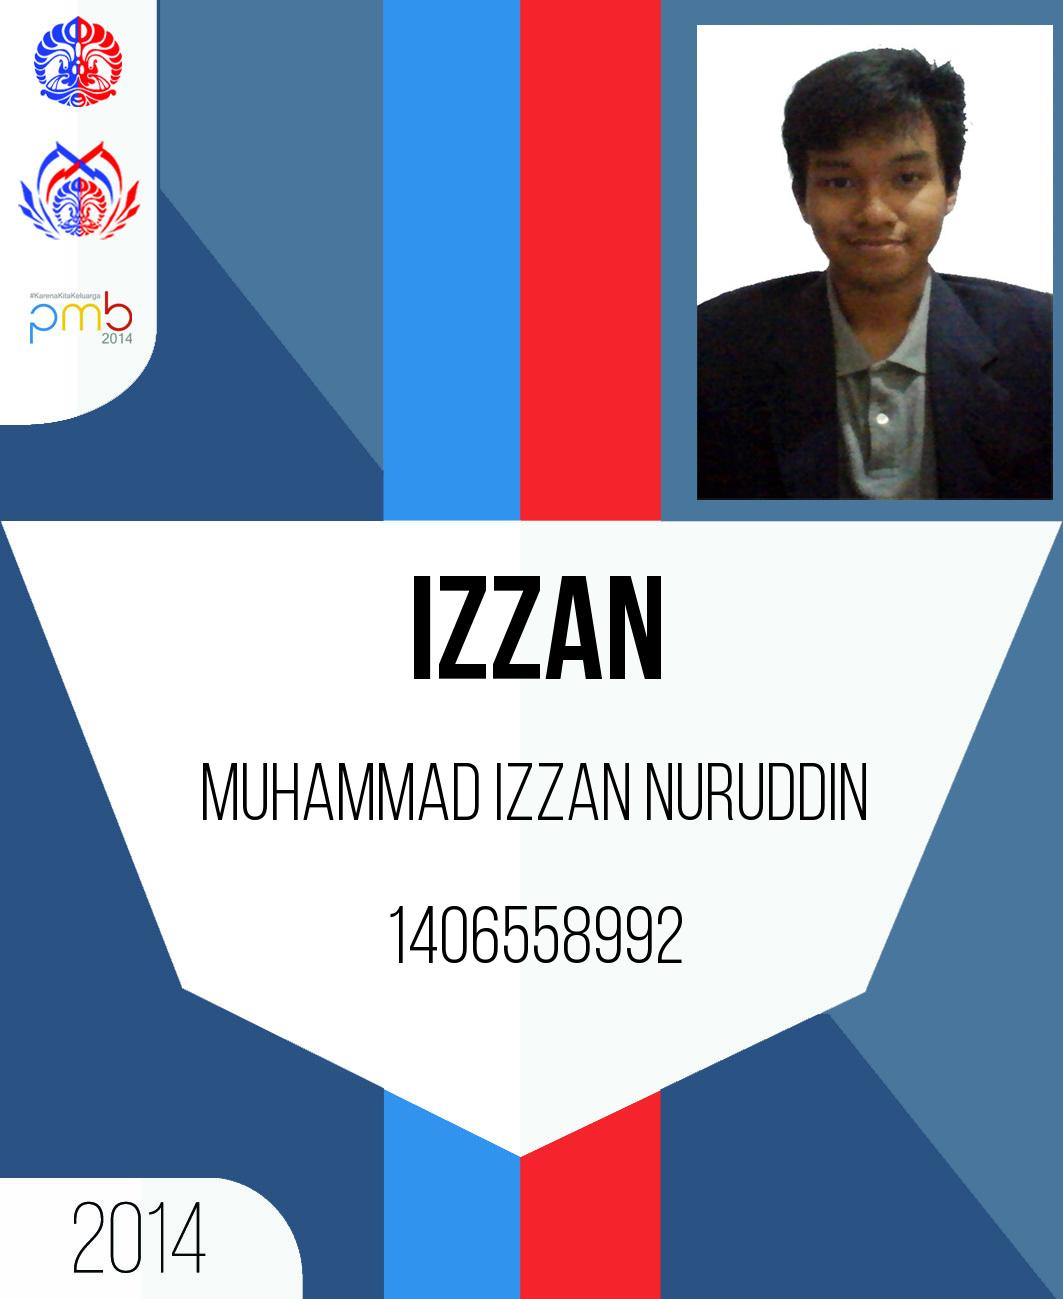 #KarenaKitaKeluarga
pmb
2014
IZZAN
MUHAMMAD IZZAN NURUDDIN
1406558992
2014